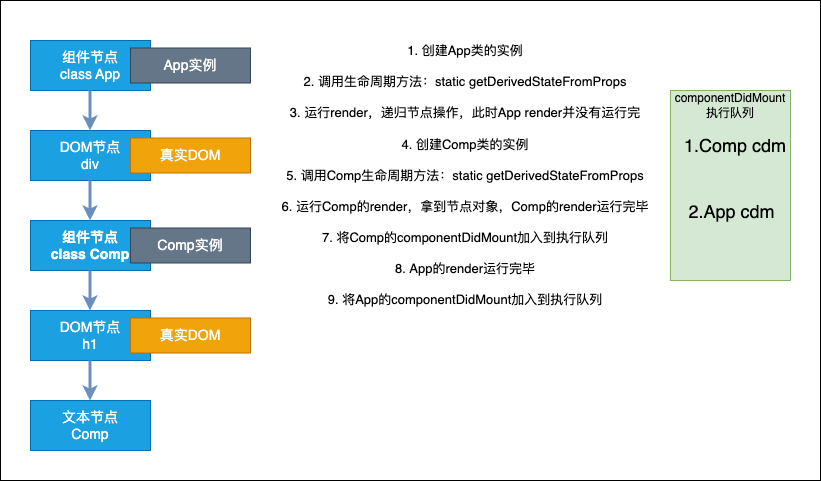 组件节点
class App
App实例
DOM节点
div
真实DOM
组件节点
class Comp
Comp实例
DOM节点
h1
真实DOM
文本节点
Comp
1. 创建App类的实例
2. 调用生命周期方法：static getDerivedStateFromProps
3. 运行render，递归节点操作，此时App render并没有运行完
4. 创建Comp类的实例
5. 调用Comp生命周期方法：static getDerivedStateFromProps
6. 运行Comp的render，拿到节点对象，Comp的render运行完毕
7. 将Comp的componentDidMount加入到执行队列
8. App的render运行完毕
9. 将App的componentDidMount加入到执行队列
componentDidMount
执行队列
1.Comp cdm
2.App cdm